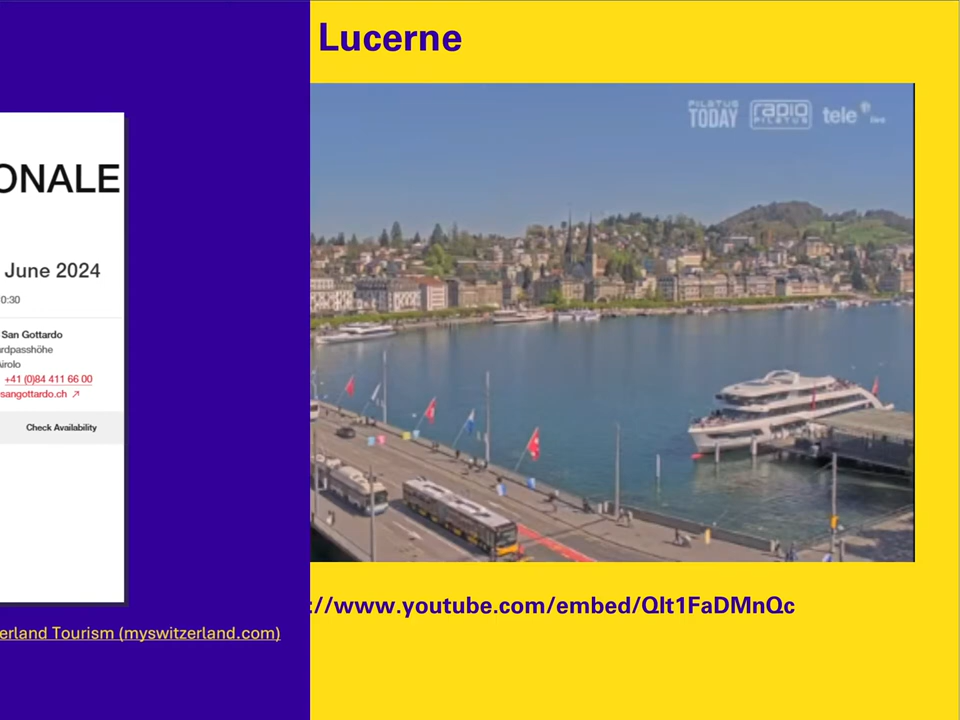 ONALE
June 2024
0:30
San Gottardo
rdpasshöhe
Airolo
+41 (0)84 411 66 00
sangottardo.ch ↗
Check Availability
erland Tourism (myswitzerland.com)
Lucerne
PILATUS
TODAY
radio
PILATUS
tele
://www.youtube.com/embed/QIt1FaDMnQc